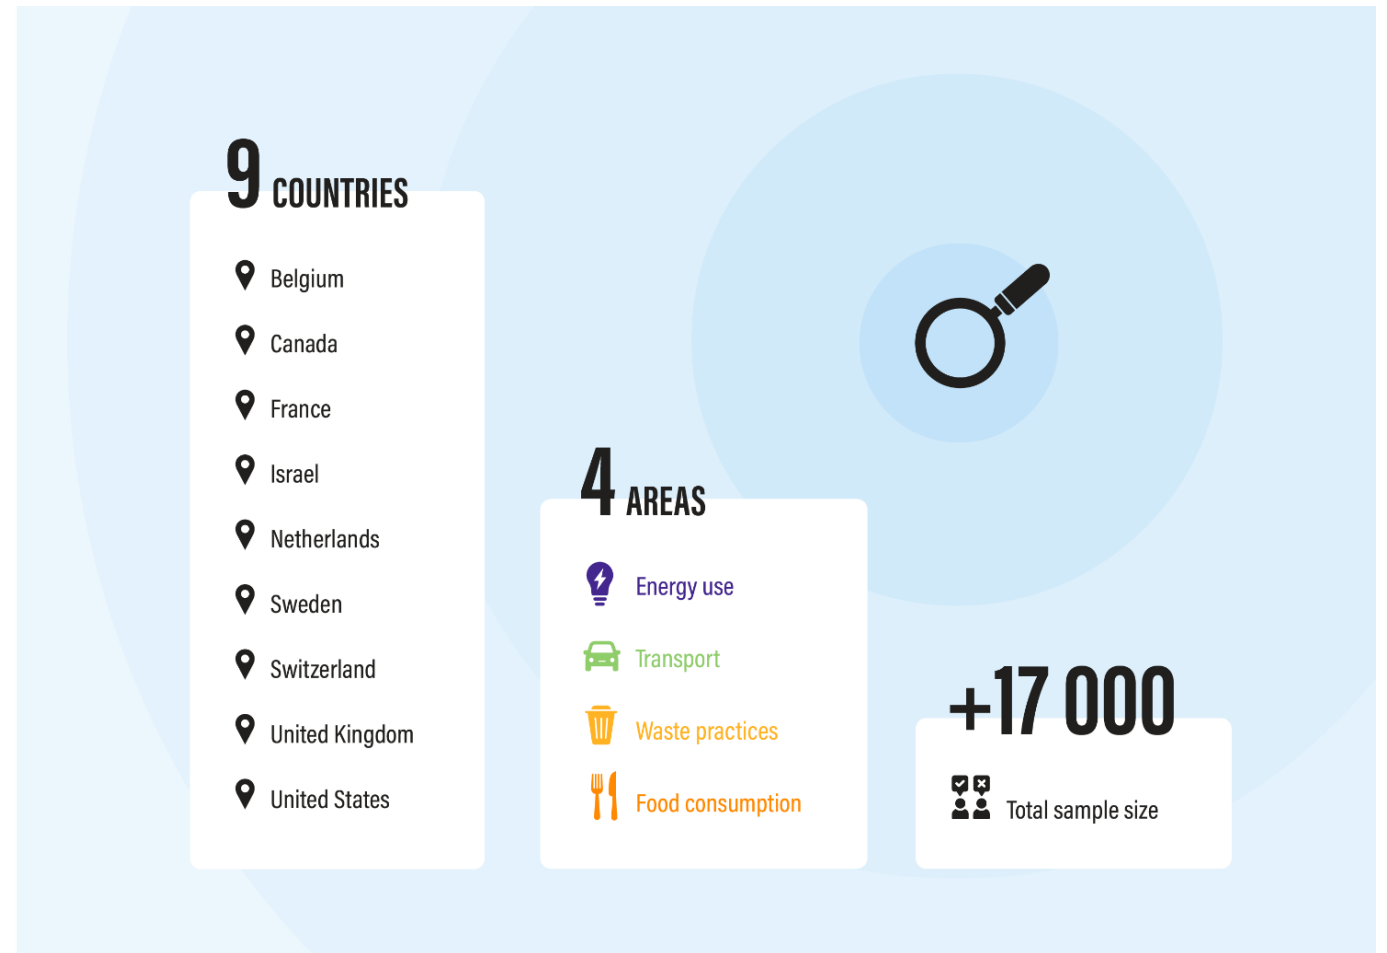 9 COUNTRIES
Belgium
Canada
France
Israel
Netherlands
Sweden
Switzerland
United Kingdom
United States
4 AREAS
Energy use
Transport
Waste practices
Food consumption
+17 000
Total sample size